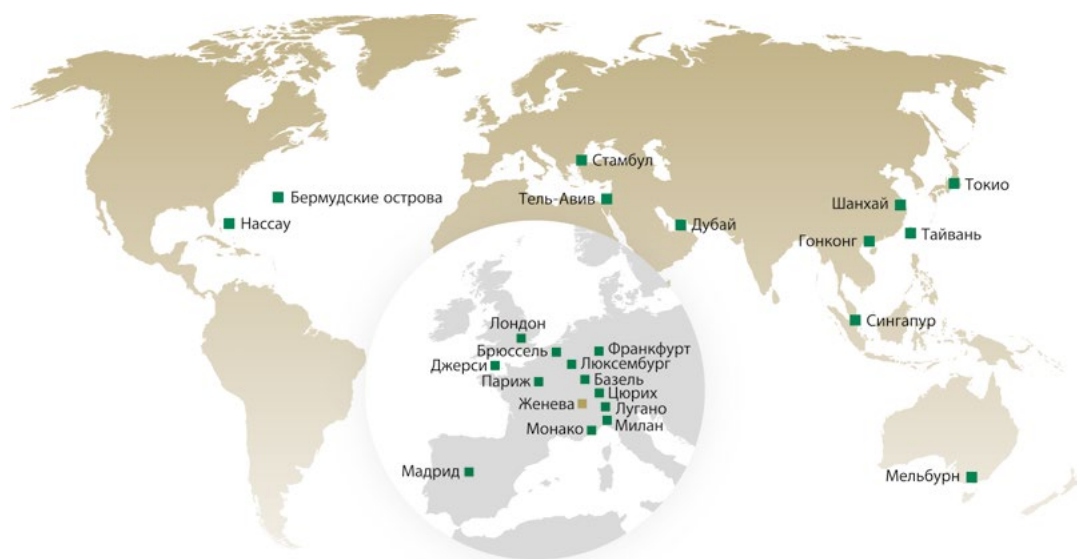 Стамбул
Токио
Бермудские острова
Тель-Авив
Шанхай
Нассау
Дубай
Тайвань
Гонконг
Сингапур
Лондон
Брюссель
Франкфурт
Джерси
Люксембург
Париж
Базель
Цюрих
Женева
Лугано
Монако
Милан
Мадрид
Мельбурн